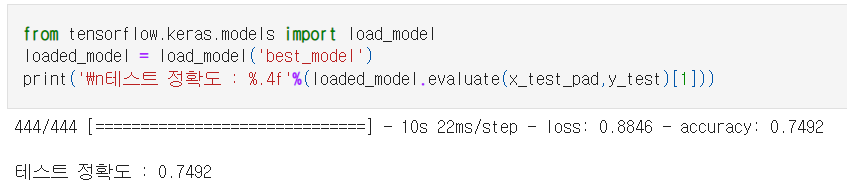 from tensorflow.keras.models import load_model
loaded_model = load_model('best_model')
print('₩n테스트 정확도 : %.4f'%(loaded_model.evaluate(x_test_pad,y_test)[1]))
444/444 [==============================] - 10s 22ms/step - loss: 0.8846 - accuracy: 0.7492
테스트 정확도 : 0.7492